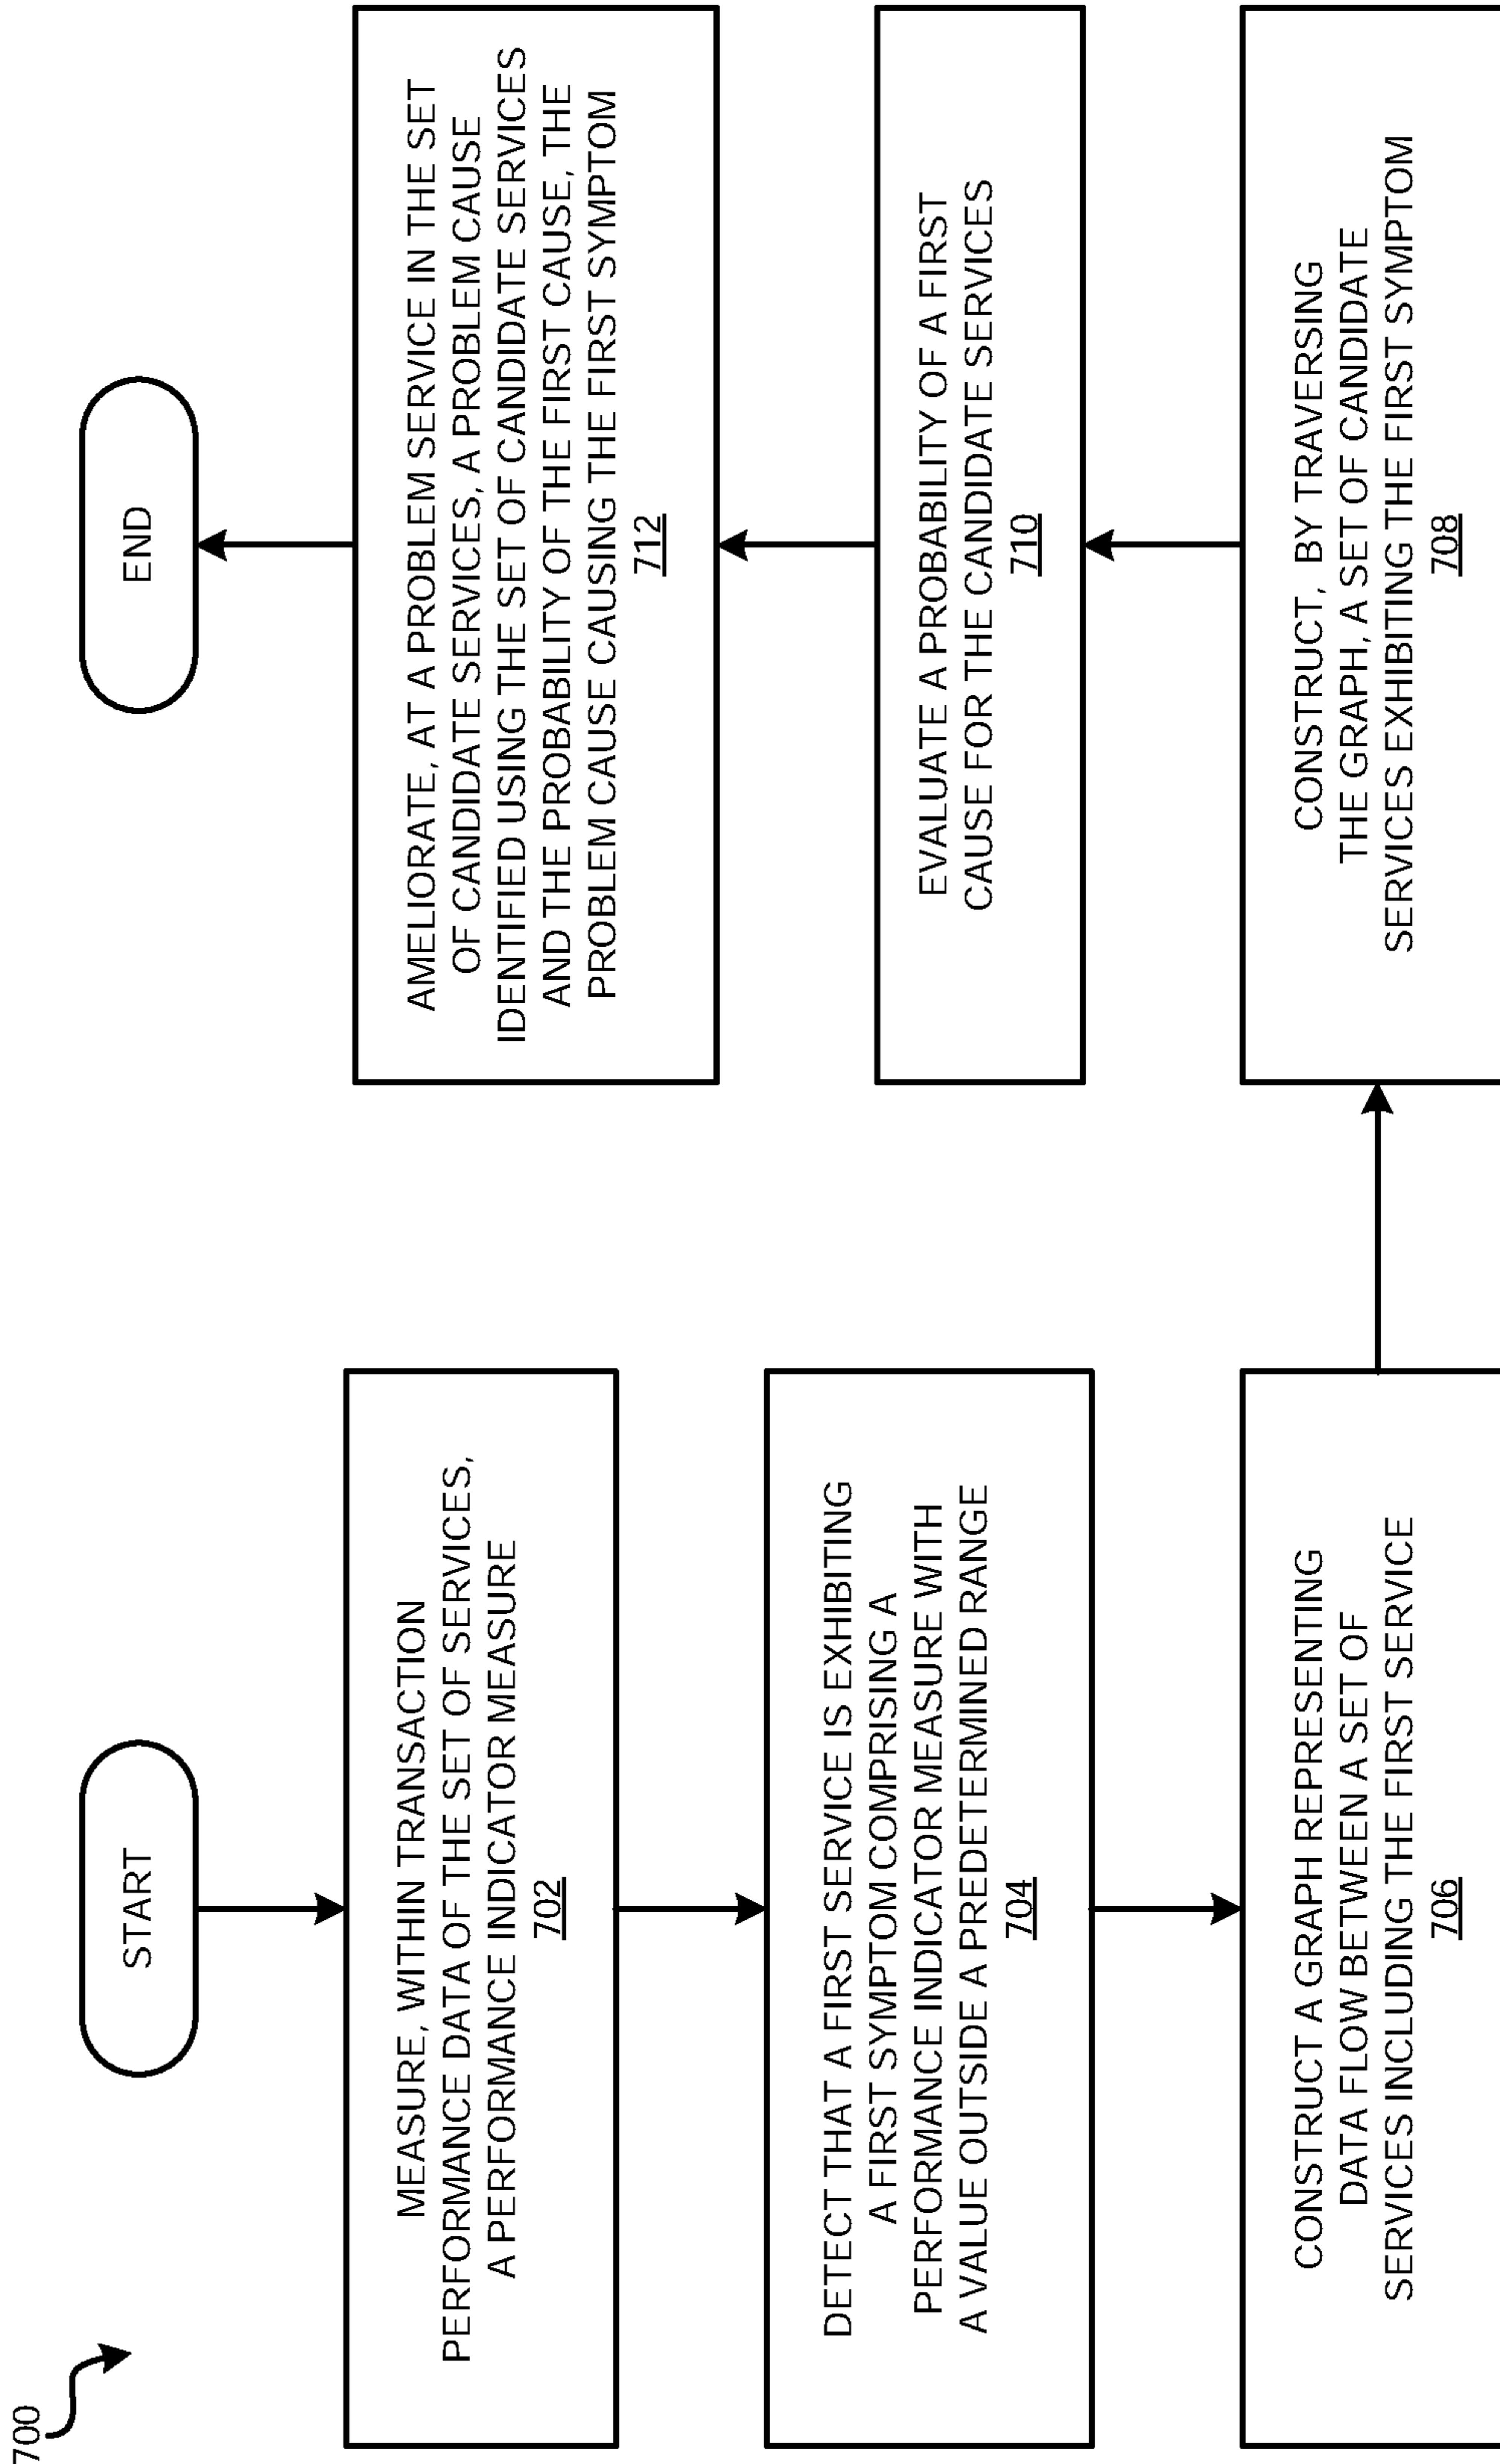 700
START
MEASURE, WITHIN TRANSACTION
PERFORMANCE DATA OF THE SET OF SERVICES,
A PERFORMANCE INDICATOR MEASURE
702
DETECT THAT A FIRST SERVICE IS EXHIBITING
A FIRST SYMPTOM COMPRISING A
PERFORMANCE INDICATOR MEASURE WITH
A VALUE OUTSIDE A PREDETERMINED RANGE
704
CONSTRUCT A GRAPH REPRESENTING
DATA FLOW BETWEEN A SET OF
SERVICES INCLUDING THE FIRST SERVICE
706
CONSTRUCT, BY TRAVERSING
THE GRAPH, A SET OF CANDIDATE
SERVICES EXHIBITING THE FIRST SYMPTOM
708
EVALUATE A PROBABILITY OF A FIRST
CAUSE FOR THE CANDIDATE SERVICES
710
AMELIORATE, AT A PROBLEM SERVICE IN THE SET
OF CANDIDATE SERVICES, A PROBLEM CAUSE
IDENTIFIED USING THE SET OF CANDIDATE SERVICES
AND THE PROBABILITY OF THE FIRST CAUSE, THE
PROBLEM CAUSE CAUSING THE FIRST SYMPTOM
712
END